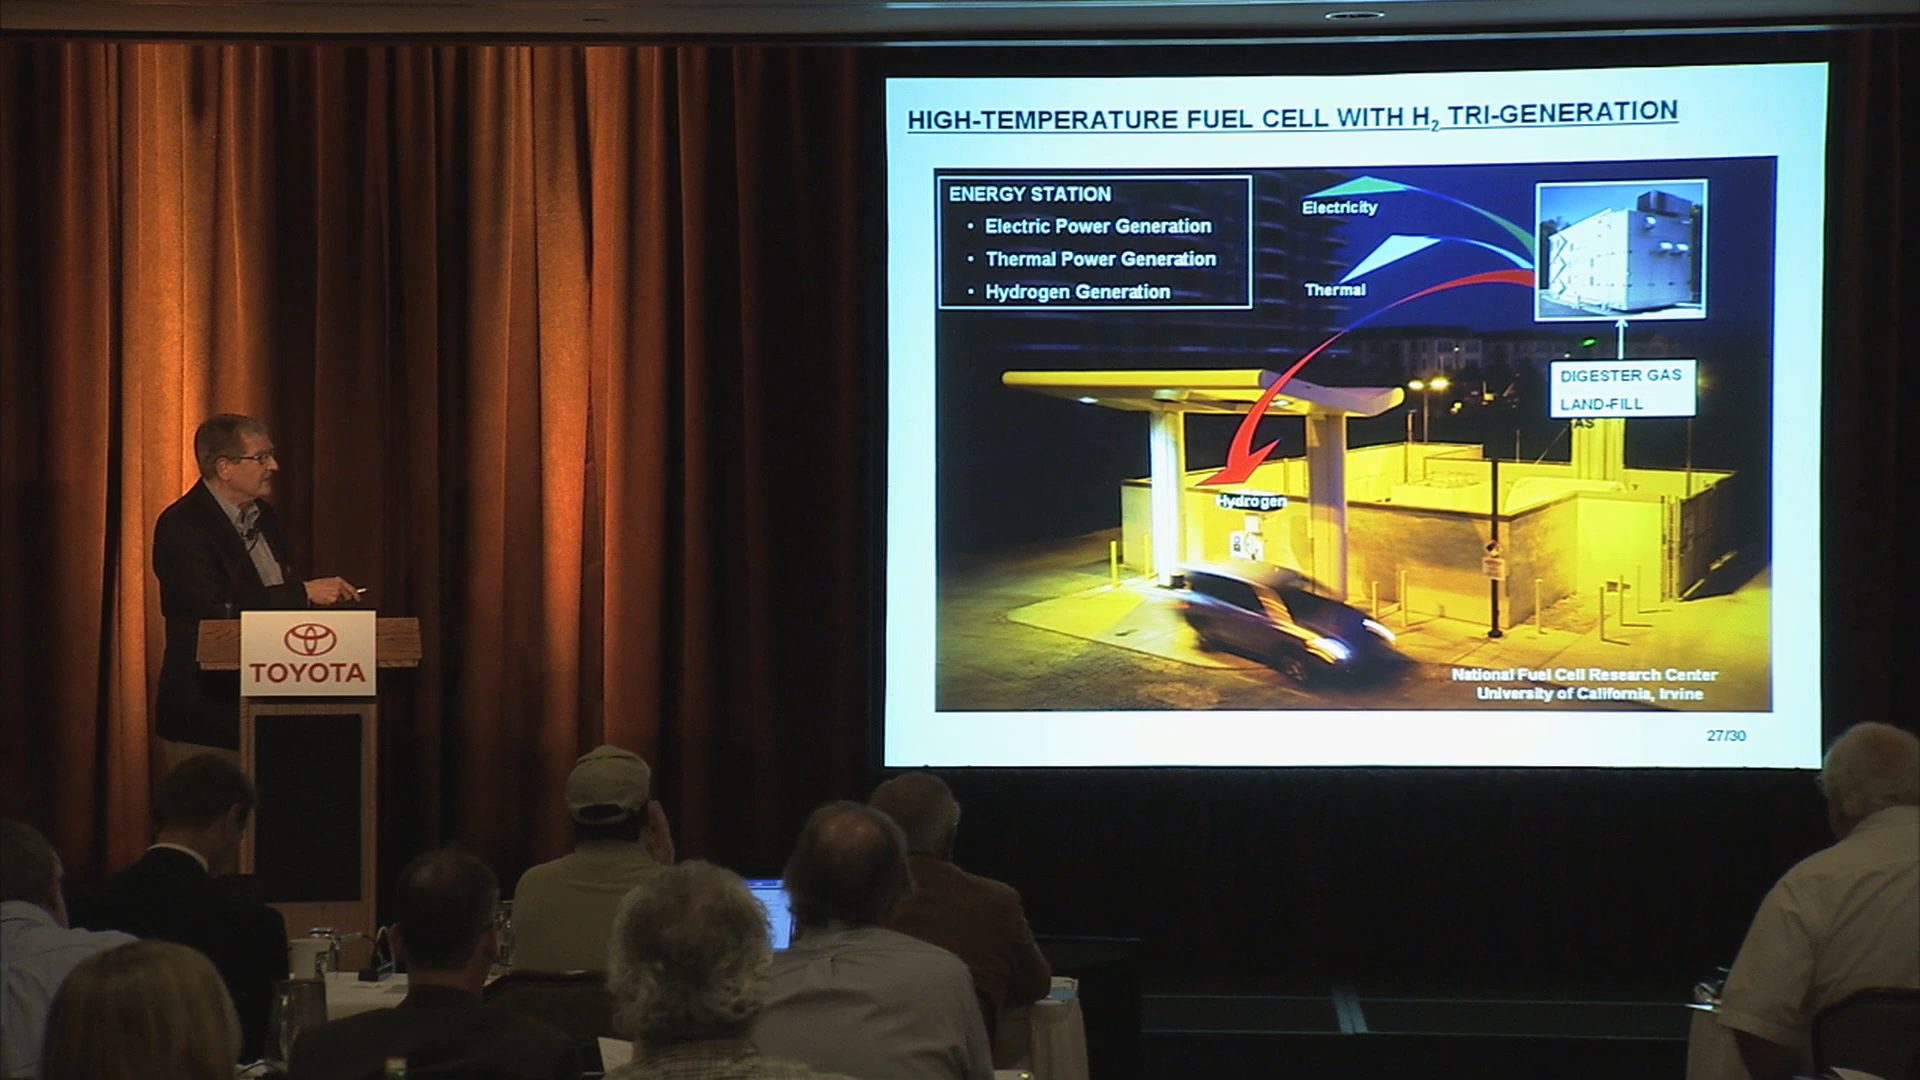 HIGH-TEMPERATURE FUEL CELL WITH H₂ TRI-GENERATION
ENERGY STATION
• Electric Power Generation
• Thermal Power Generation
• Hydrogen Generation
Electricity
Thermal
DIGESTER GAS
LAND-FILL
AS
Hydrogen
National Fuel Cell Research Center
University of California, Irvine
27/30
TOYOTA